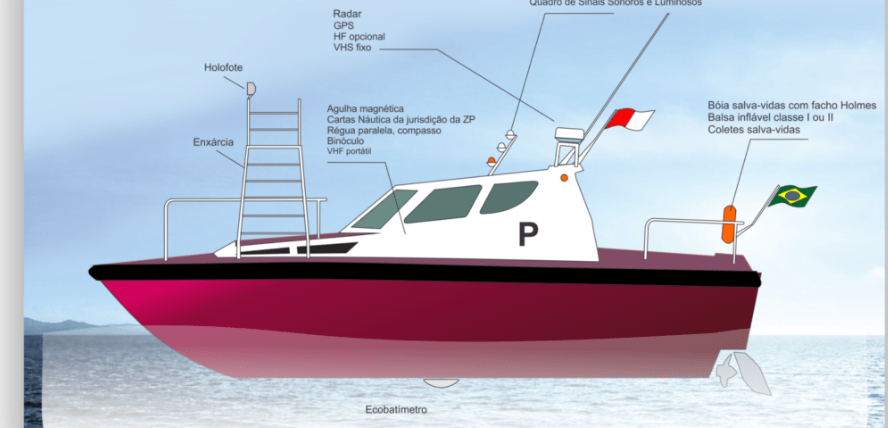 Quadro de Sinais Sonoros e Luminosos
Radar
GPS
HF opcional
VHS fixo
Holofote
Agulha magnética
Cartas Náutica da jurisdição da ZP
Régua paralela, compasso
Binóculo
VHF portátil
Enxárcia
Bóia salva-vidas com facho Holmes
Balsa inflável classe I ou II
Coletes salva-vidas
P
Ecobatímetro